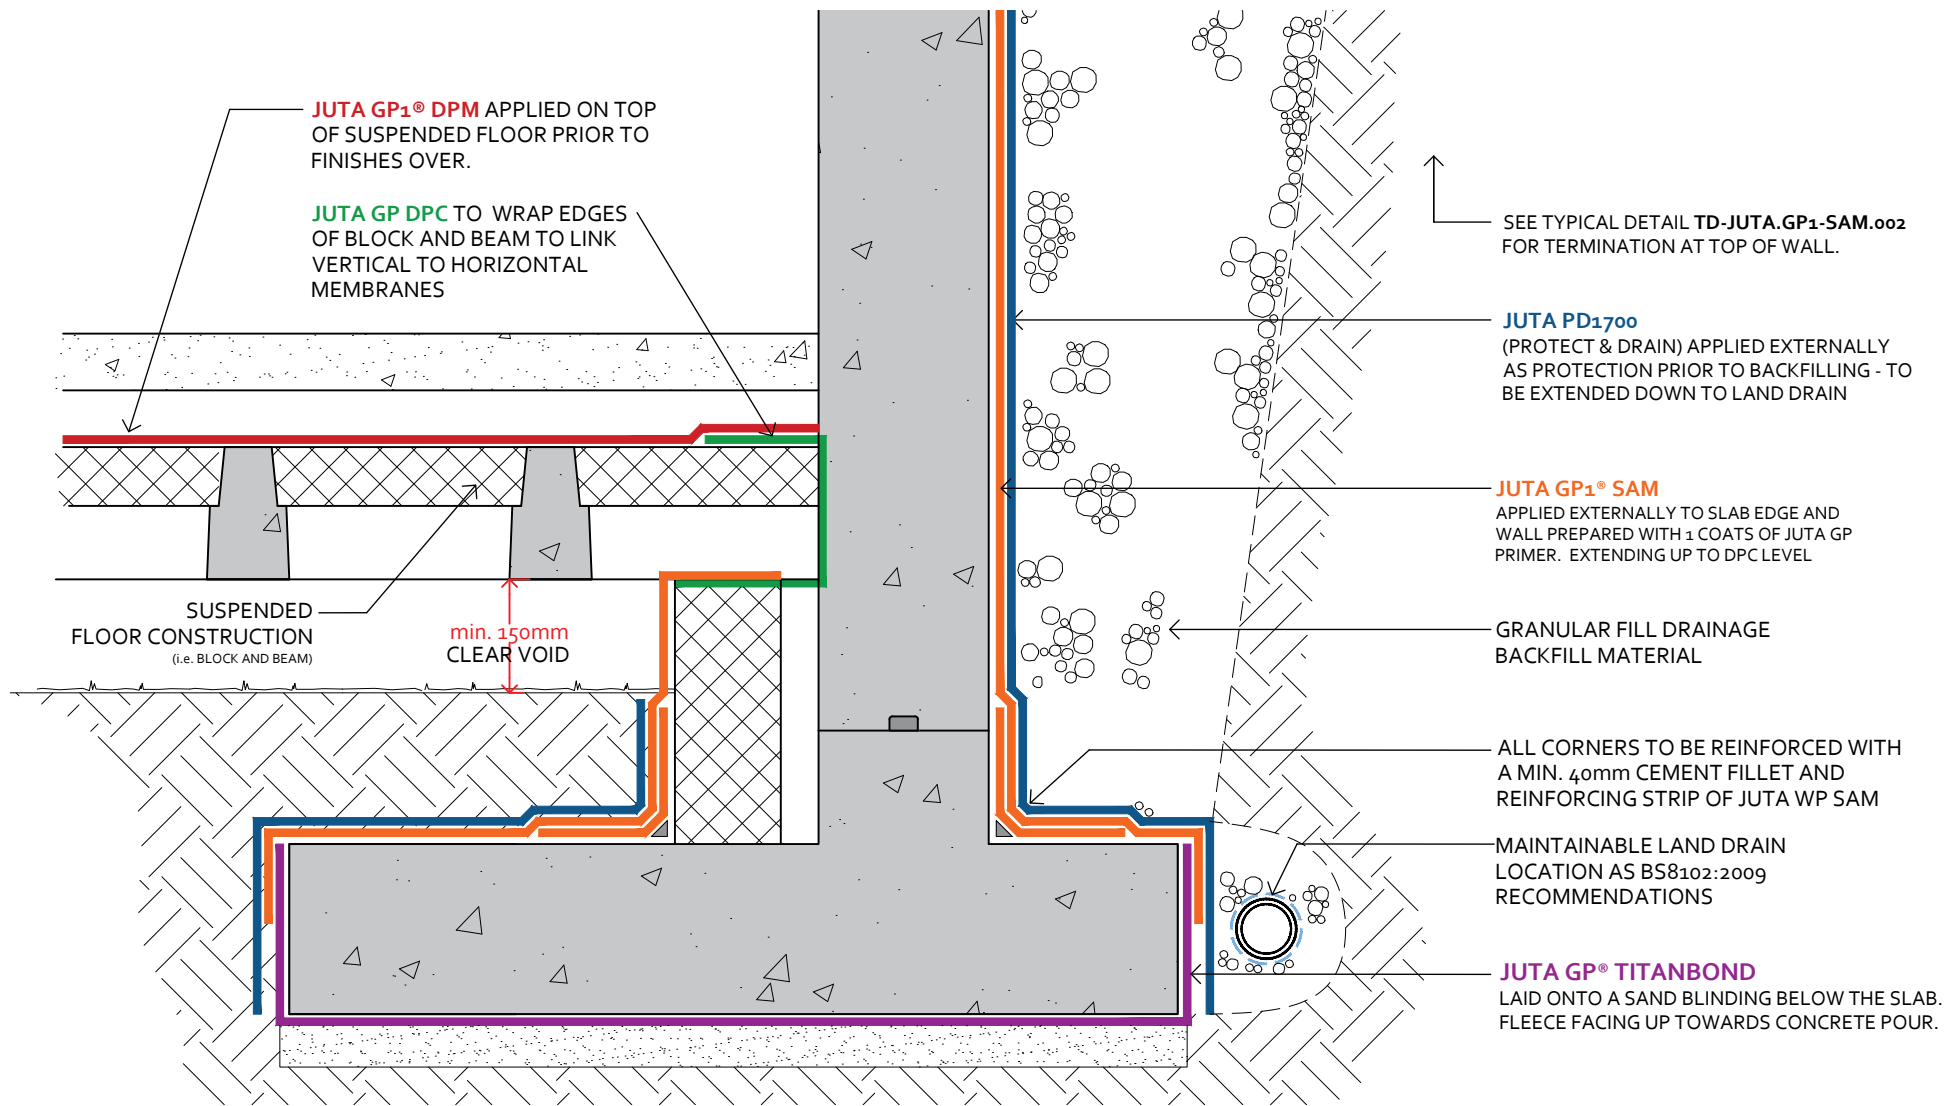 JUTA GP1® DPM APPLIED ON TOP
OF SUSPENDED FLOOR PRIOR TO
FINISHES OVER.
JUTA GP DPC TO WRAP EDGES
OF BLOCK AND BEAM TO LINK
VERTICAL TO HORIZONTAL
MEMBRANES
SUSPENDED
FLOOR CONSTRUCTION
(i.e. BLOCK AND BEAM)
min. 150mm
CLEAR VOID
SEE TYPICAL DETAIL TD-JUTA.GP1-SAM.002
FOR TERMINATION AT TOP OF WALL.
JUTA PD1700
(PROTECT & DRAIN) APPLIED EXTERNALLY
AS PROTECTION PRIOR TO BACKFILLING - TO
BE EXTENDED DOWN TO LAND DRAIN
JUTA GP1® SAM
APPLIED EXTERNALLY TO SLAB EDGE AND
WALL PREPARED WITH 1 COATS OF JUTA GP
PRIMER. EXTENDING UP TO DPC LEVEL
GRANULAR FILL DRAINAGE
BACKFILL MATERIAL
ALL CORNERS TO BE REINFORCED WITH
A MIN. 40mm CEMENT FILLET AND
REINFORCING STRIP OF JUTA WP SAM
MAINTAINABLE LAND DRAIN
LOCATION AS BS8102:2009
RECOMMENDATIONS
JUTA GP® TITANBOND
LAID ONTO A SAND BLINDING BELOW THE SLAB.
FLEECE FACING UP TOWARDS CONCRETE POUR.